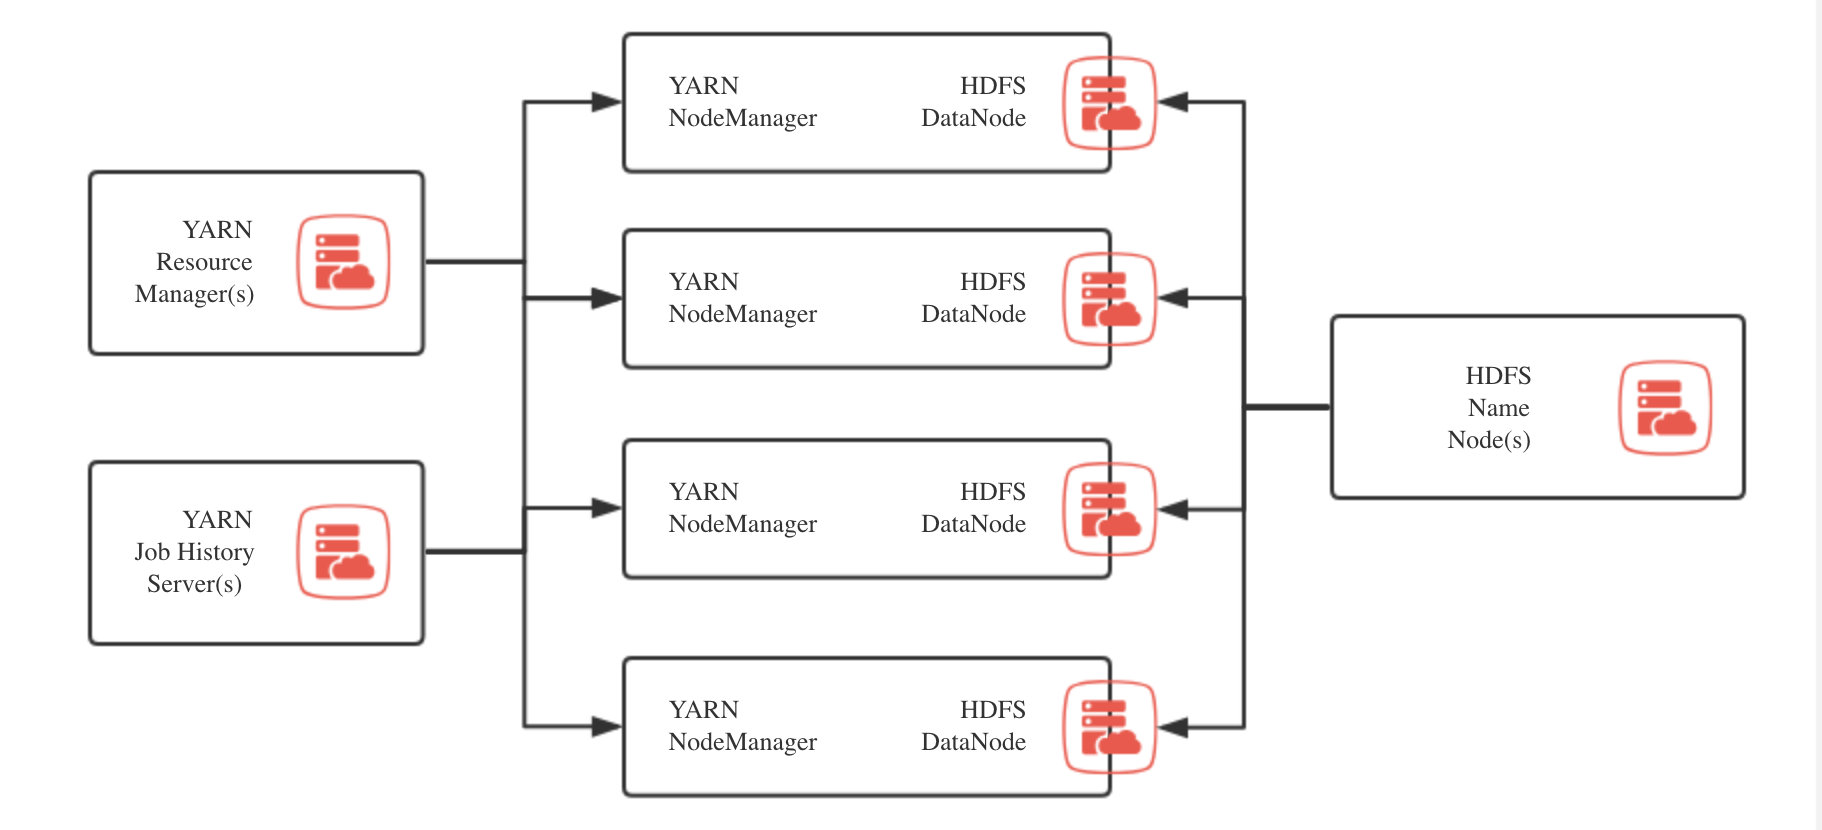 YARN
Resource
Manager(s)
YARN
Job History
Server(s)
YARN
NodeManager
HDFS
DataNode
YARN
NodeManager
HDFS
DataNode
YARN
NodeManager
HDFS
DataNode
YARN
NodeManager
HDFS
DataNode
HDFS
Name
Node(s)